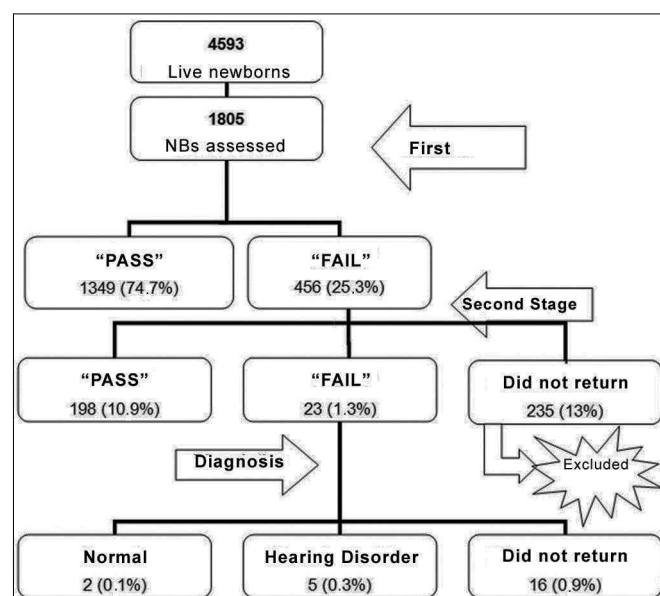 4593
Live newborns
1805
NBs assessed
First
“PASS”
1349 (74.7%)
“FAIL”
456 (25.3%)
Second Stage
“PASS”
198 (10.9%)
“FAIL”
23 (1.3%)
Did not return
235 (13%)
Diagnosis
Excluded
Normal
2 (0.1%)
Hearing Disorder
5 (0.3%)
Did not return
16 (0.9%)